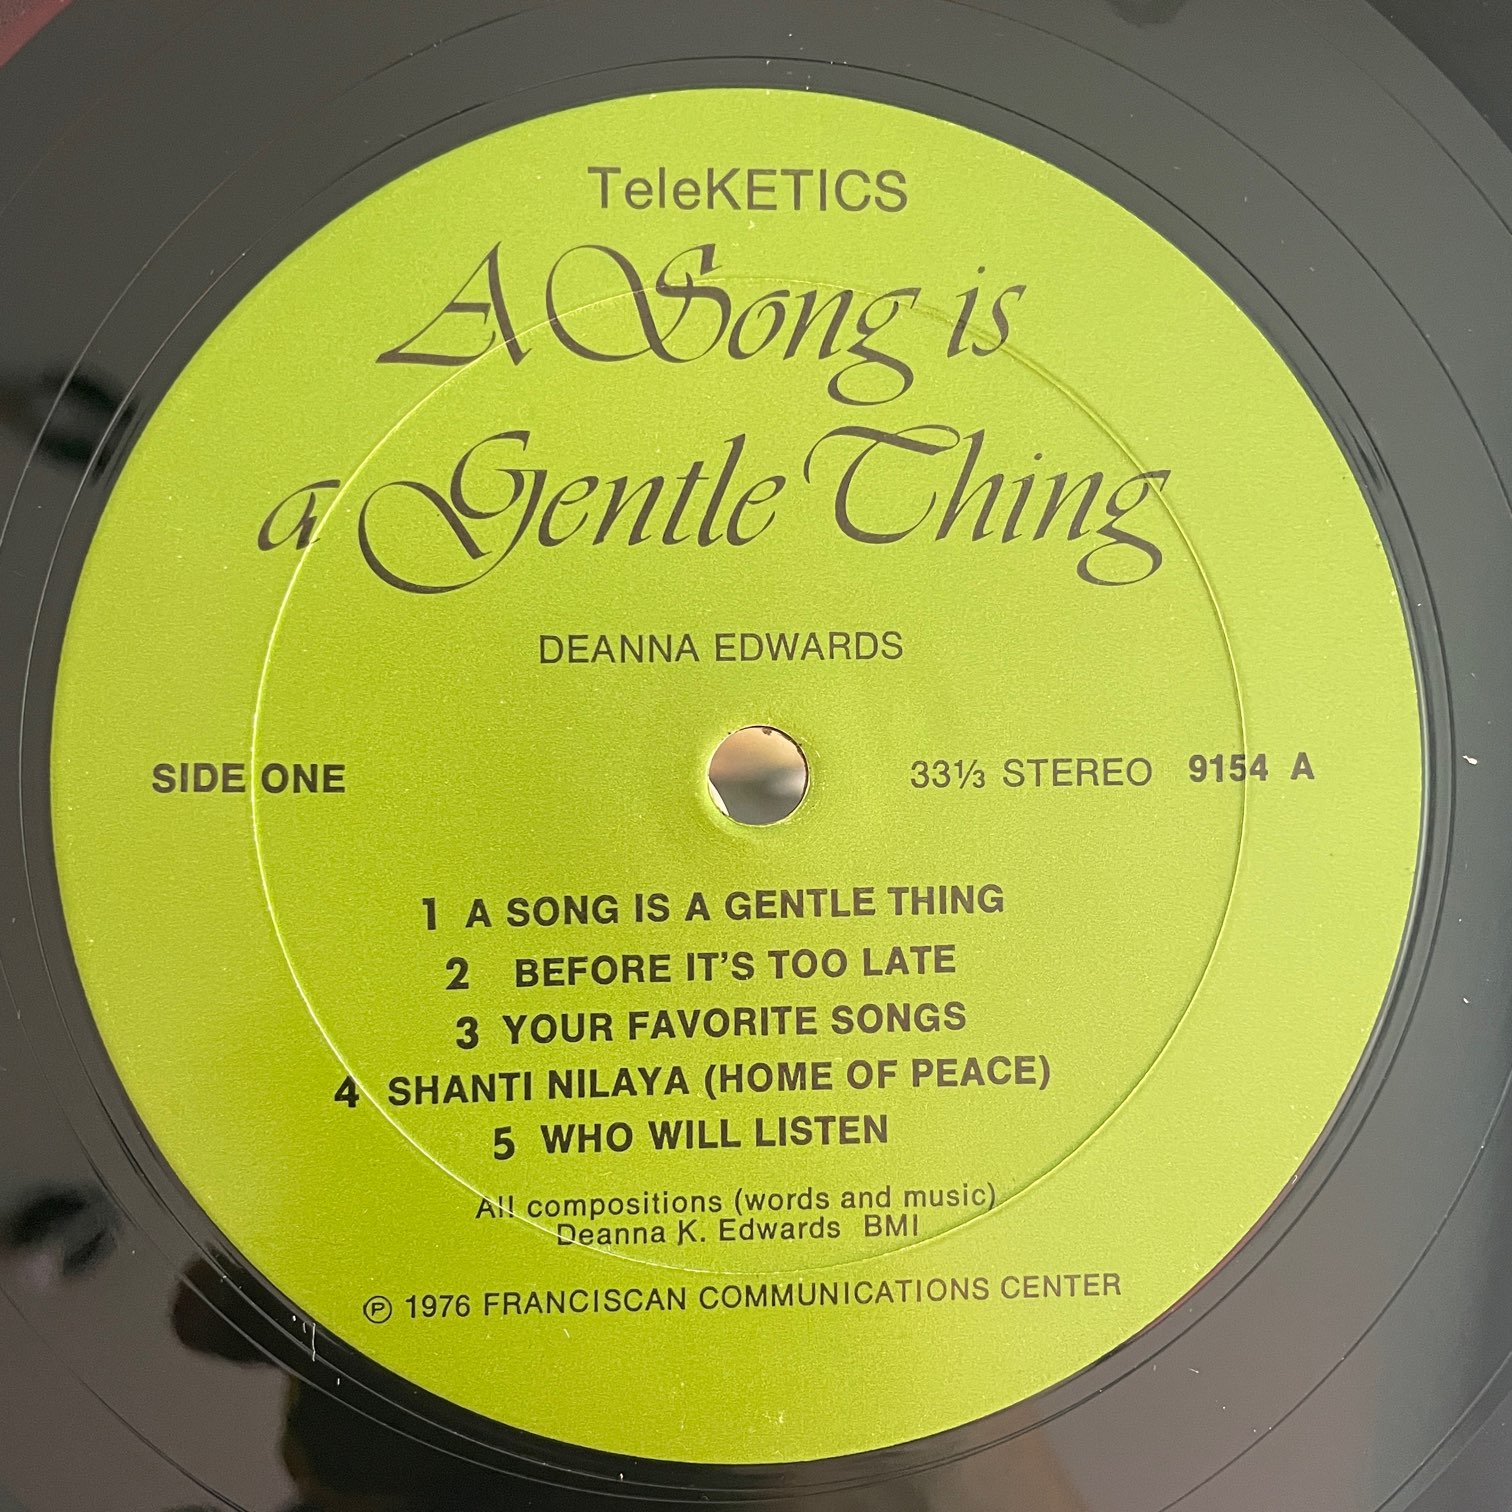 TeleKETICS
A Song is
a Gentle Thing
DEANNA EDWARDS
SIDE ONE
33⅓ STEREO 9154 A
1 A SONG IS A GENTLE THING
2 BEFORE IT'S TOO LATE
3 YOUR FAVORITE SONGS
4 SHANTI NILAYA (HOME OF PEACE)
5 WHO WILL LISTEN
All compositions (words and music)
Deanna K. Edwards BMI
℗ 1976 FRANCISCAN COMMUNICATIONS CENTER